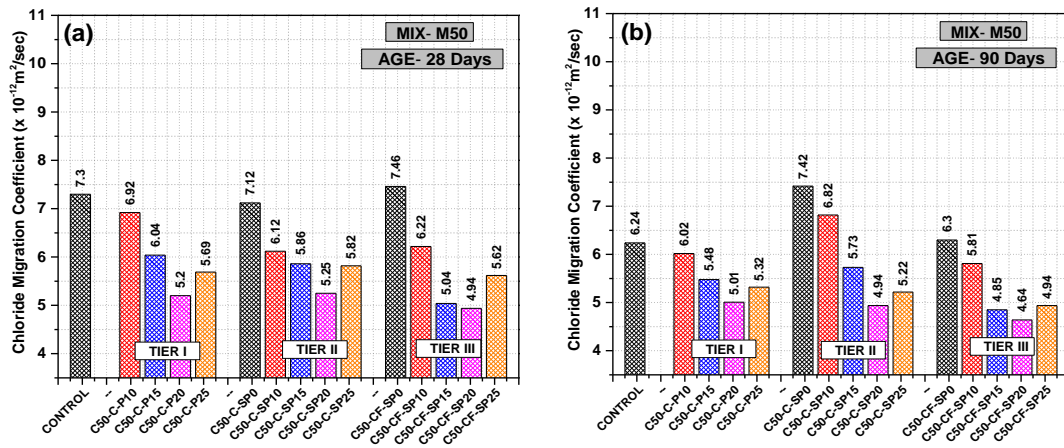 (a)
MIX- M50
AGE- 28 Days
Chloride Migration Coefficient (x 10⁻¹²m²/sec)
11
10
9
8
7
6
5
4
7.3
6.92
6.04
5.2
5.69
7.12
6.12
5.86
5.25
5.82
7.46
6.22
5.04
4.94
5.62
TIER I
TIER II
TIER III
CONTROL
--
C50-C-P10
C50-C-P15
C50-C-P20
C50-C-P25
--
C50-C-SP0
C50-C-SP10
C50-C-SP15
C50-C-SP20
C50-C-SP25
--
C50-CF-SP0
C50-CF-SP10
C50-CF-SP15
C50-CF-SP20
C50-CF-SP25
(b)
MIX- M50
AGE- 90 Days
Chloride Migration Coefficient (x 10⁻¹²m²/sec)
11
10
9
8
7
6
5
4
6.24
6.02
5.48
5.01
5.32
7.42
6.82
5.73
4.94
5.22
6.3
5.81
4.85
4.64
4.94
TIER I
TIER II
TIER III
CONTROL
--
C50-C-P10
C50-C-P15
C50-C-P20
C50-C-P25
--
C50-C-SP0
C50-C-SP10
C50-C-SP15
C50-C-SP20
C50-C-SP25
--
C50-CF-SP0
C50-CF-SP10
C50-CF-SP15
C50-CF-SP20
C50-CF-SP25